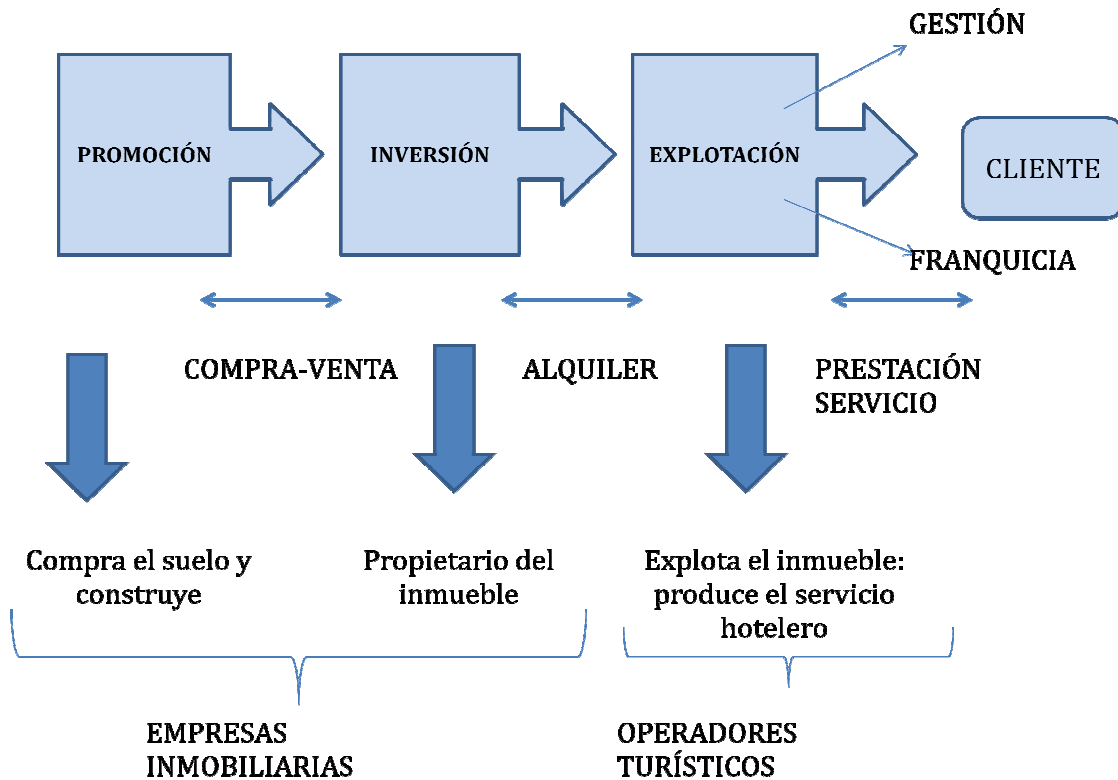 GESTIÓN
PROMOCIÓN
INVERSIÓN
EXPLOTACIÓN
CLIENTE
FRANQUICIA
COMPRA-VENTA
ALQUILER
PRESTACIÓN
SERVICIO
Compra el suelo y
construye
Propietario del
inmueble
Explota el inmueble:
produce el servicio
hotelero
EMPRESAS
INMOBILIARIAS
OPERADORES
TURÍSTICOS